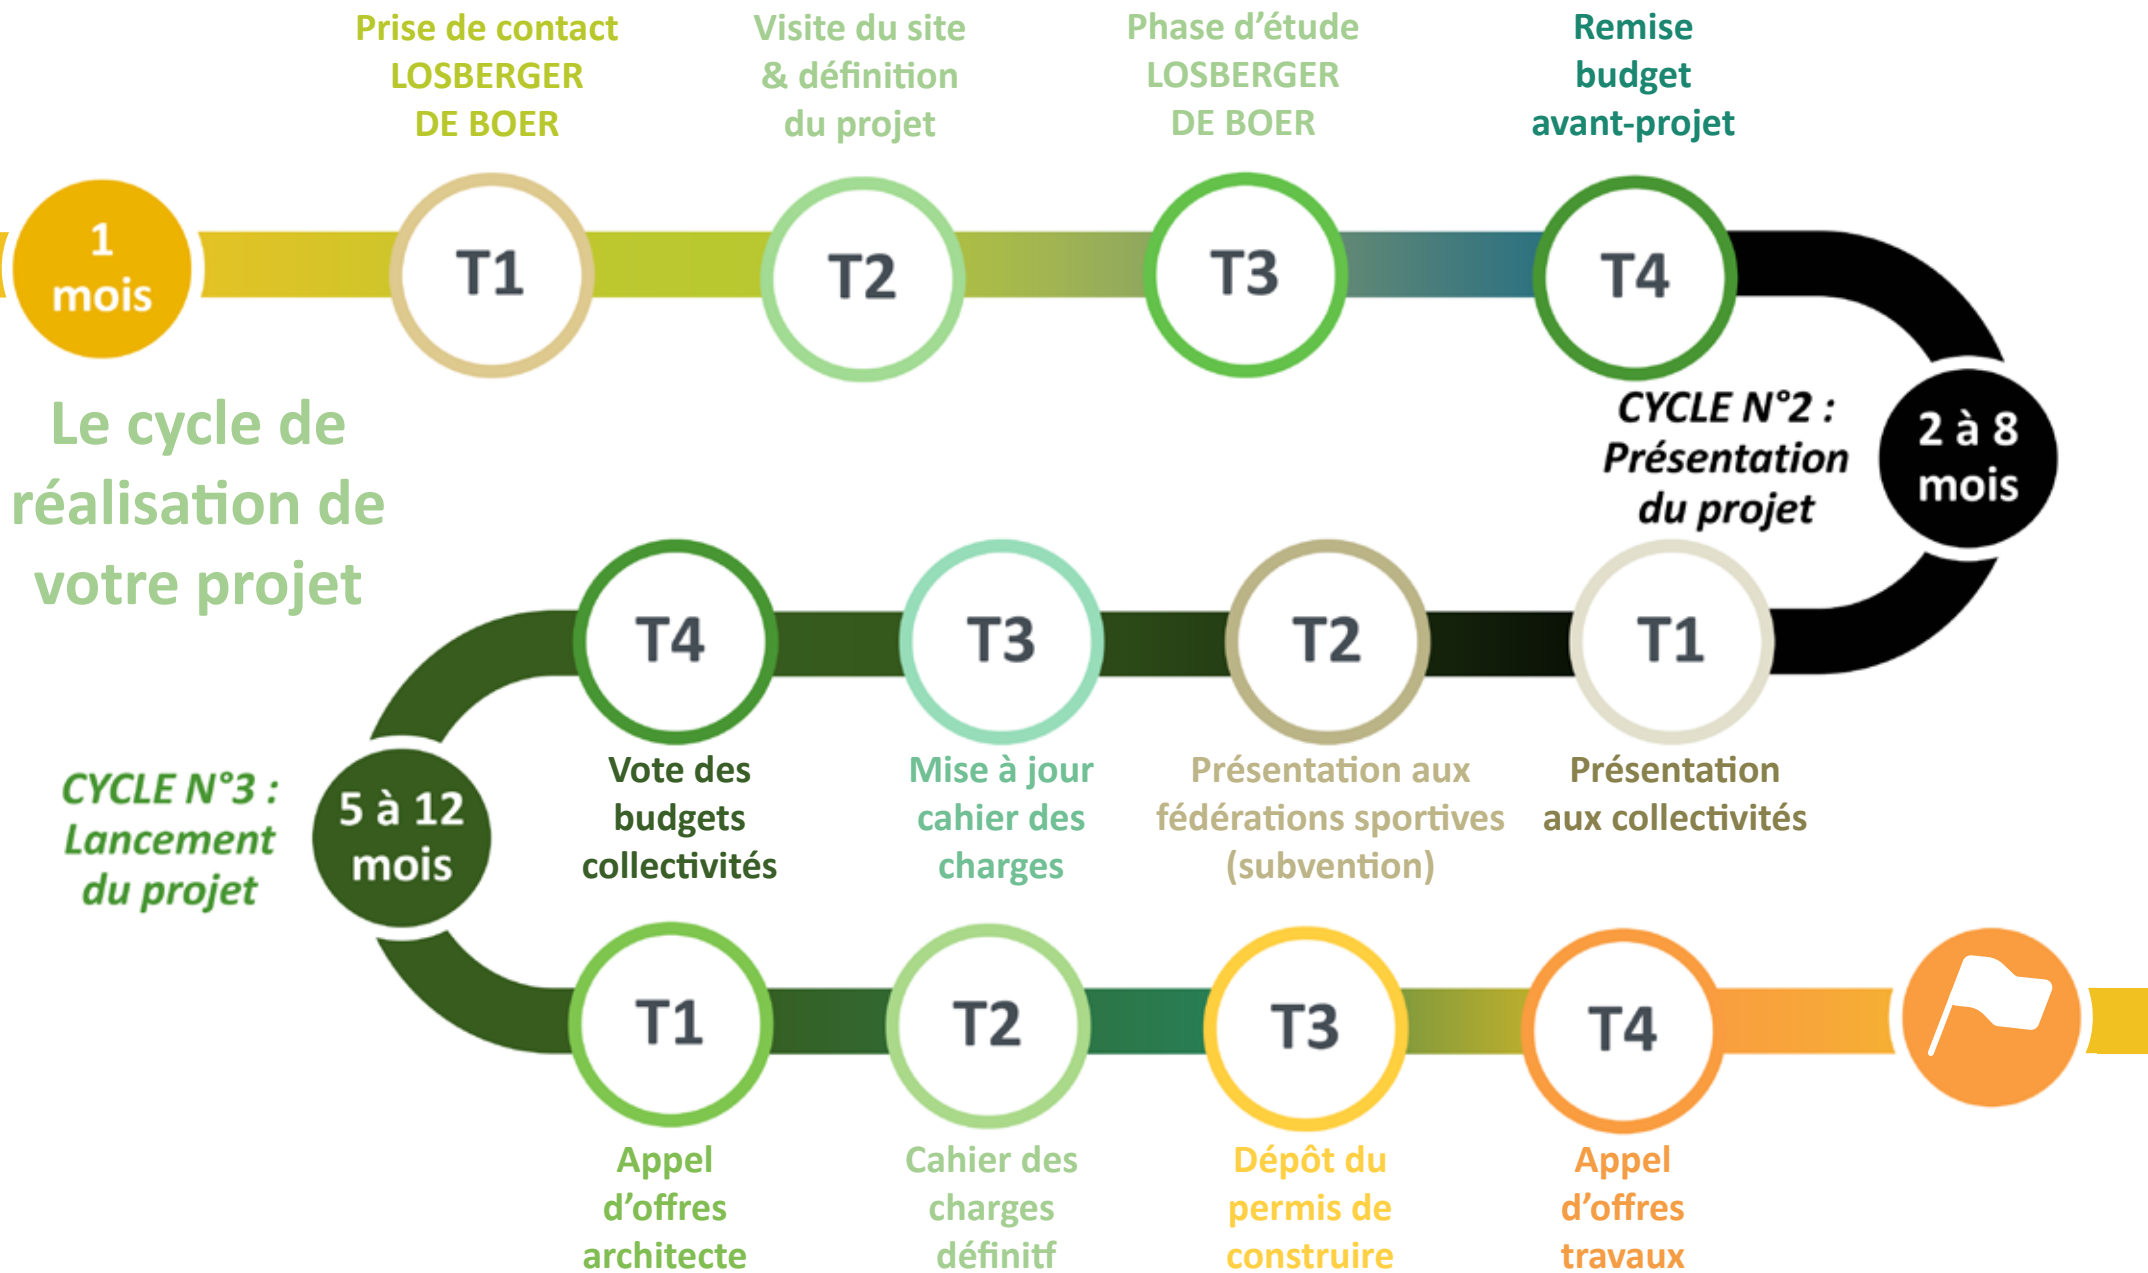 Prise de contact
LOSBERGER
DE BOER
Visite du site
& définition
du projet
Phase d’étude
LOSBERGER
DE BOER
Remise
budget
avant-projet
1
mois
T1
T2
T3
T4
Le cycle de
réalisation de
votre projet
CYCLE N°2 :
Présentation
du projet
2 à 8
mois
T4
T3
T2
T1
Vote des
budgets
collectivités
Mise à jour
cahier des
charges
Présentation aux
fédérations sportives
(subvention)
Présentation
aux collectivités
CYCLE N°3 :
Lancement
du projet
5 à 12
mois
T1
T2
T3
T4
Appel
d’offres
architecte
Cahier des
charges
définitf
Dépôt du
permis de
construire
Appel
d’offres
travaux